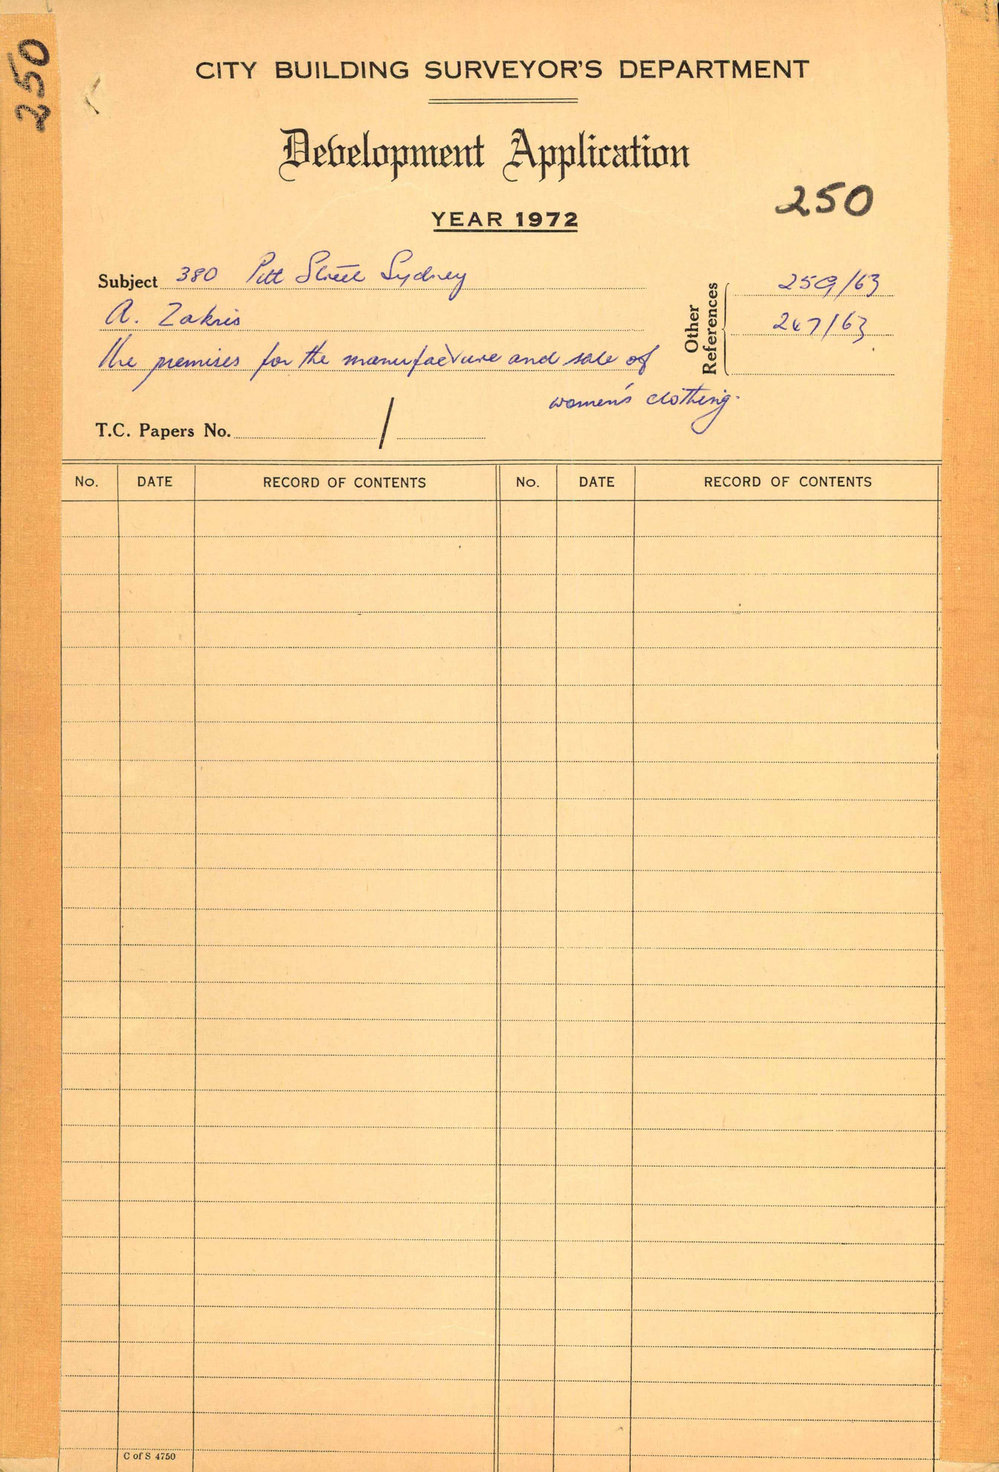 250
CITY BUILDING SURVEYOR'S DEPARTMENT
Development Application
250
YEAR 1972
Subject 380 Pitt Street Sydney
A. Zakris
the premises for the manufacture and sale of
women's clothing.
Other References
259/63
267/63
T.C. Papers No. /
No. DATE RECORD OF CONTENTS No. DATE RECORD OF CONTENTS
C of S 4750